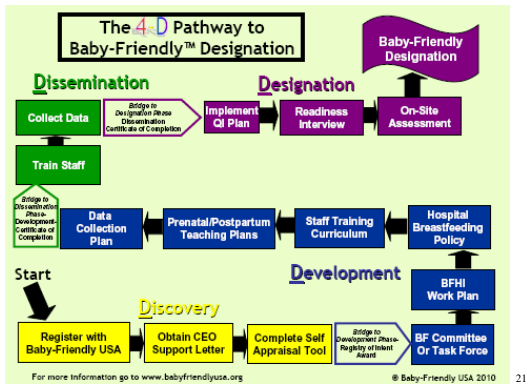 The 4-D Pathway to
Baby-Friendly™ Designation
Baby-Friendly
Designation
Dissemination
Designation
Collect Data
Bridge to
Designation Phase
Dissemination
Certificate of Completion
Implement
QI Plan
Readiness
Interview
On-Site
Assessment
Train Staff
Bridge to
Dissemination
Phase-
Development-
Certificate of
Completion
Data
Collection
Plan
Prenatal/Postpartum
Teaching Plans
Staff Training
Curriculum
Hospital
Breastfeeding
Policy
Start
Development
BFHI
Work Plan
Discovery
Register with
Baby-Friendly USA
Obtain CEO
Support Letter
Complete Self
Appraisal Tool
Bridge to
Development Phase-
Registry of Intent
Award
BF Committee
Or Task Force
For more information go to www.babyfriendlyusa.org
® Baby-Friendly USA 2010
21